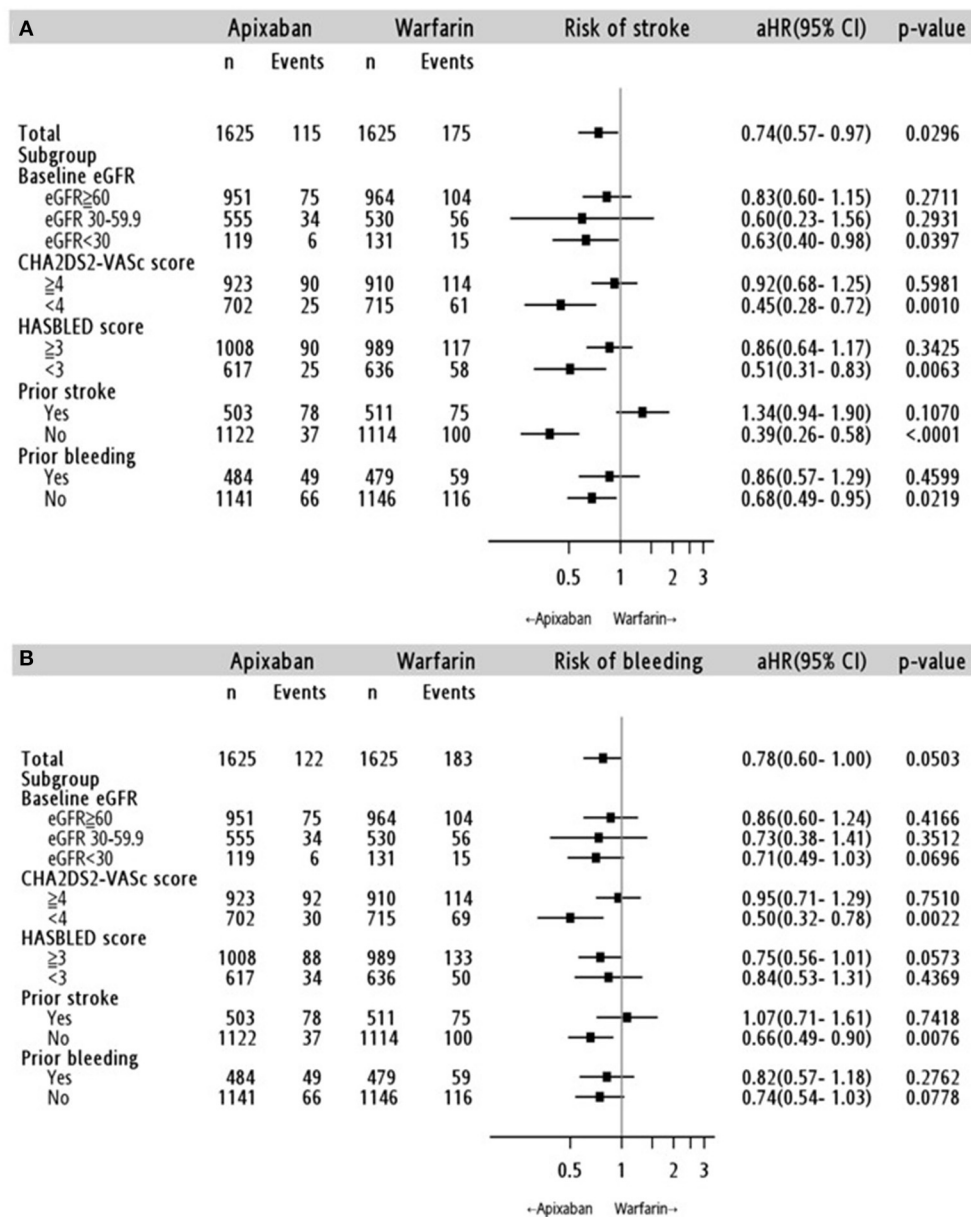 A Apixaban Warfarin Risk of stroke aHR(95% CI) p-value
n Events n Events
Total 1625 115 1625 175 0.74(0.57- 0.97) 0.0296
Subgroup
Baseline eGFR
eGFR≧60 951 75 964 104 0.83(0.60- 1.15) 0.2711
eGFR 30-59.9 555 34 530 56 0.60(0.23- 1.56) 0.2931
eGFR<30 119 6 131 15 0.63(0.40- 0.98) 0.0397
CHA2DS2-VASc score
≧4 923 90 910 114 0.92(0.68- 1.25) 0.5981
<4 702 25 715 61 0.45(0.28- 0.72) 0.0010
HASBLED score
≧3 1008 90 989 117 0.86(0.64- 1.17) 0.3425
<3 617 25 636 58 0.51(0.31- 0.83) 0.0063
Prior stroke
Yes 503 78 511 75 1.34(0.94- 1.90) 0.1070
No 1122 37 1114 100 0.39(0.26- 0.58) <.0001
Prior bleeding
Yes 484 49 479 59 0.86(0.57- 1.29) 0.4599
No 1141 66 1146 116 0.68(0.49- 0.95) 0.0219
0.5 1 2 3
←Apixaban Warfarin→
B Apixaban Warfarin Risk of bleeding aHR(95% CI) p-value
n Events n Events
Total 1625 122 1625 183 0.78(0.60- 1.00) 0.0503
Subgroup
Baseline eGFR
eGFR≧60 951 75 964 104 0.86(0.60- 1.24) 0.4166
eGFR 30-59.9 555 34 530 56 0.73(0.38- 1.41) 0.3512
eGFR<30 119 6 131 15 0.71(0.49- 1.03) 0.0696
CHA2DS2-VASc score
≧4 923 92 910 114 0.95(0.71- 1.29) 0.7510
<4 702 30 715 69 0.50(0.32- 0.78) 0.0022
HASBLED score
≧3 1008 88 989 133 0.75(0.56- 1.01) 0.0573
<3 617 34 636 50 0.84(0.53- 1.31) 0.4369
Prior stroke
Yes 503 78 511 75 1.07(0.71- 1.61) 0.7418
No 1122 37 1114 100 0.66(0.49- 0.90) 0.0076
Prior bleeding
Yes 484 49 479 59 0.82(0.57- 1.18) 0.2762
No 1141 66 1146 116 0.74(0.54- 1.03) 0.0778
0.5 1 2 3
←Apixaban Warfarin→